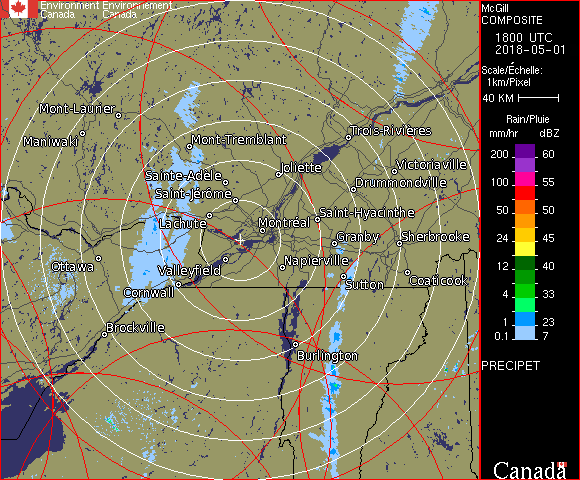 Environment Environnement
Canada Canada
McGill
COMPOSITE
1800 UTC
2018-05-01
Scale/Échelle:
1km/Pixel
40 KM
Rain/Pluie
mm/hr dBZ
200 60
100 55
50 50
24 45
12 40
4 33
1 23
0.1 7
PRECIPET
Canada
Mont-Laurier
Maniwaki
Mont-Tremblant
Trois-Rivières
Joliette
Victoriaville
Sainte-Adèle
Drummondville
Saint-Jérôme
Saint-Hyacinthe
Lachute
Montréal
Granby
Sherbrooke
Ottawa
Valleyfield
Napierville
Coaticook
Cornwall
Sutton
Brockville
Burlington